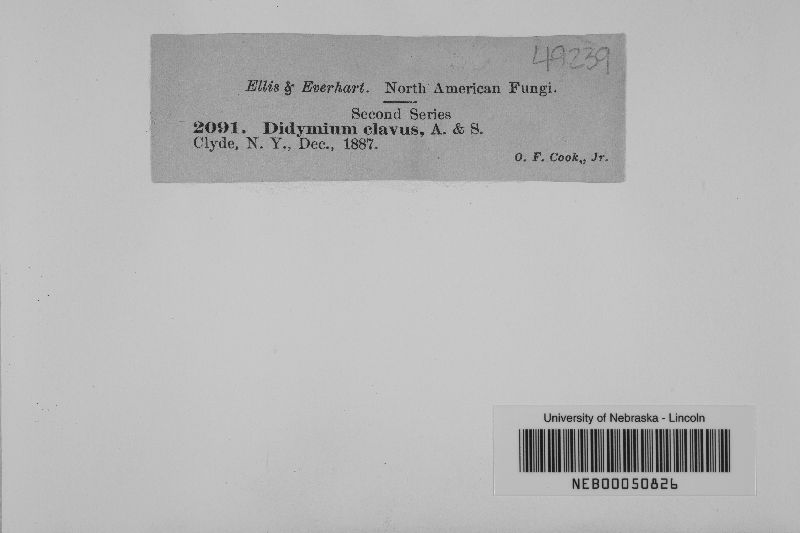 49239
Ellis & Everhart. North American Fungi.
Second Series
2091. Didymium clavus, A. & S.
Clyde, N. Y., Dec., 1887.
O. F. Cook,, Jr.
University of Nebraska - Lincoln
NEB00050826